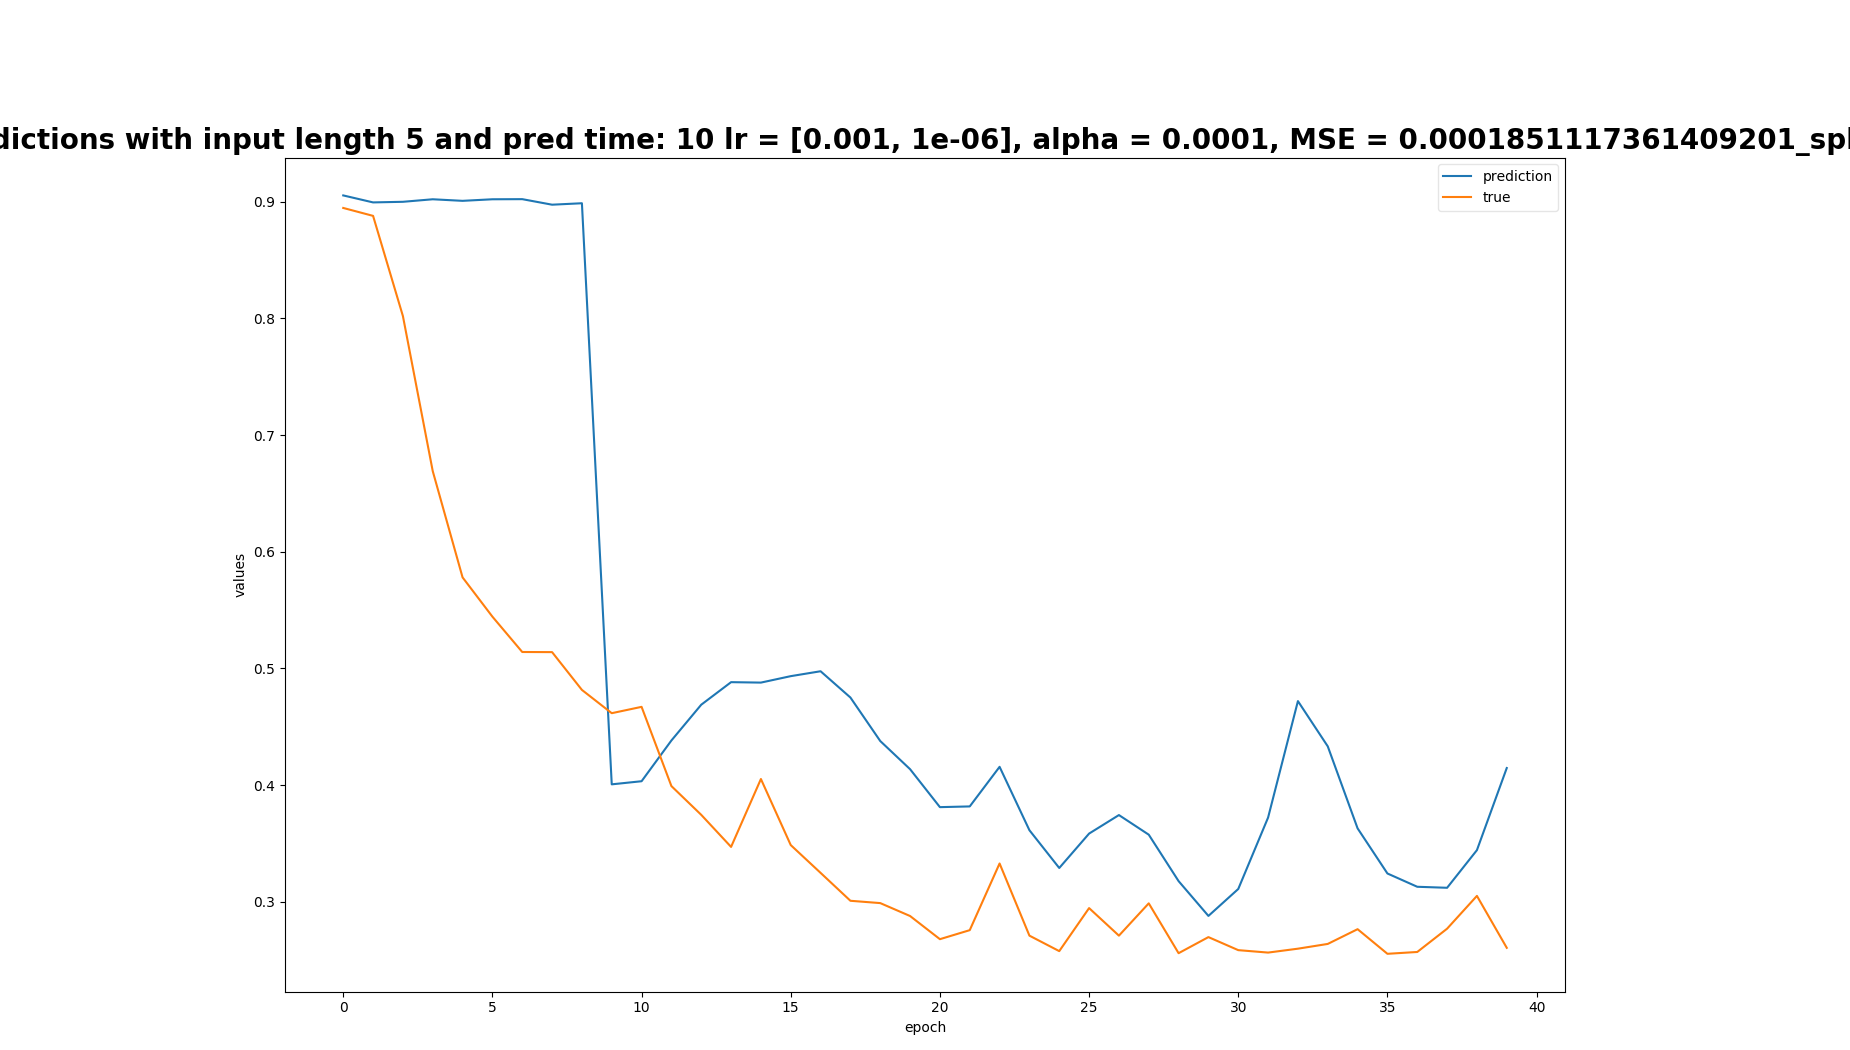 dictions with input length 5 and pred time: 10 lr = [0.001, 1e-06], alpha = 0.0001, MSE = 0.0001851117361409201_spl
prediction
true
0.9
0.8
0.7
0.6
0.5
0.4
0.3
values
0 5 10 15 20 25 30 35 40
epoch